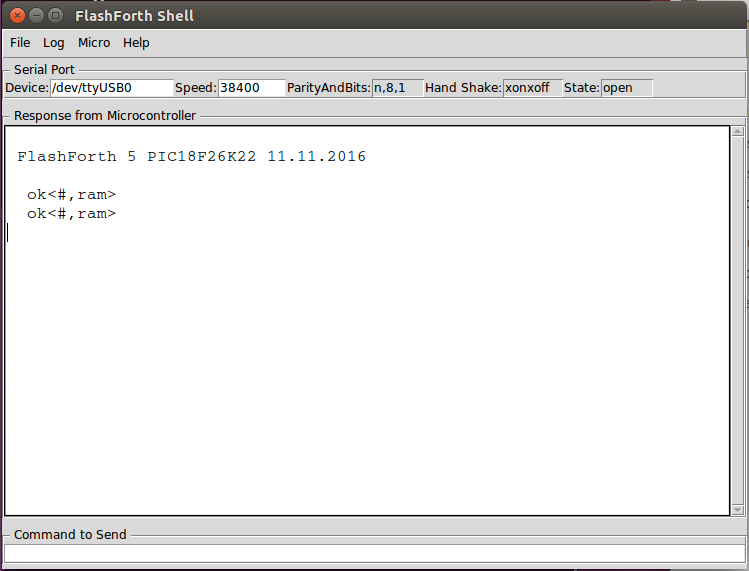 FlashForth Shell
File Log Micro Help
Serial Port
Device: /dev/ttyUSB0 Speed: 38400 ParityAndBits: n,8,1 Hand Shake: xonxoff State: open
Response from Microcontroller
FlashForth 5 PIC18F26K22 11.11.2016
ok<#,ram>
ok<#,ram>
Command to Send